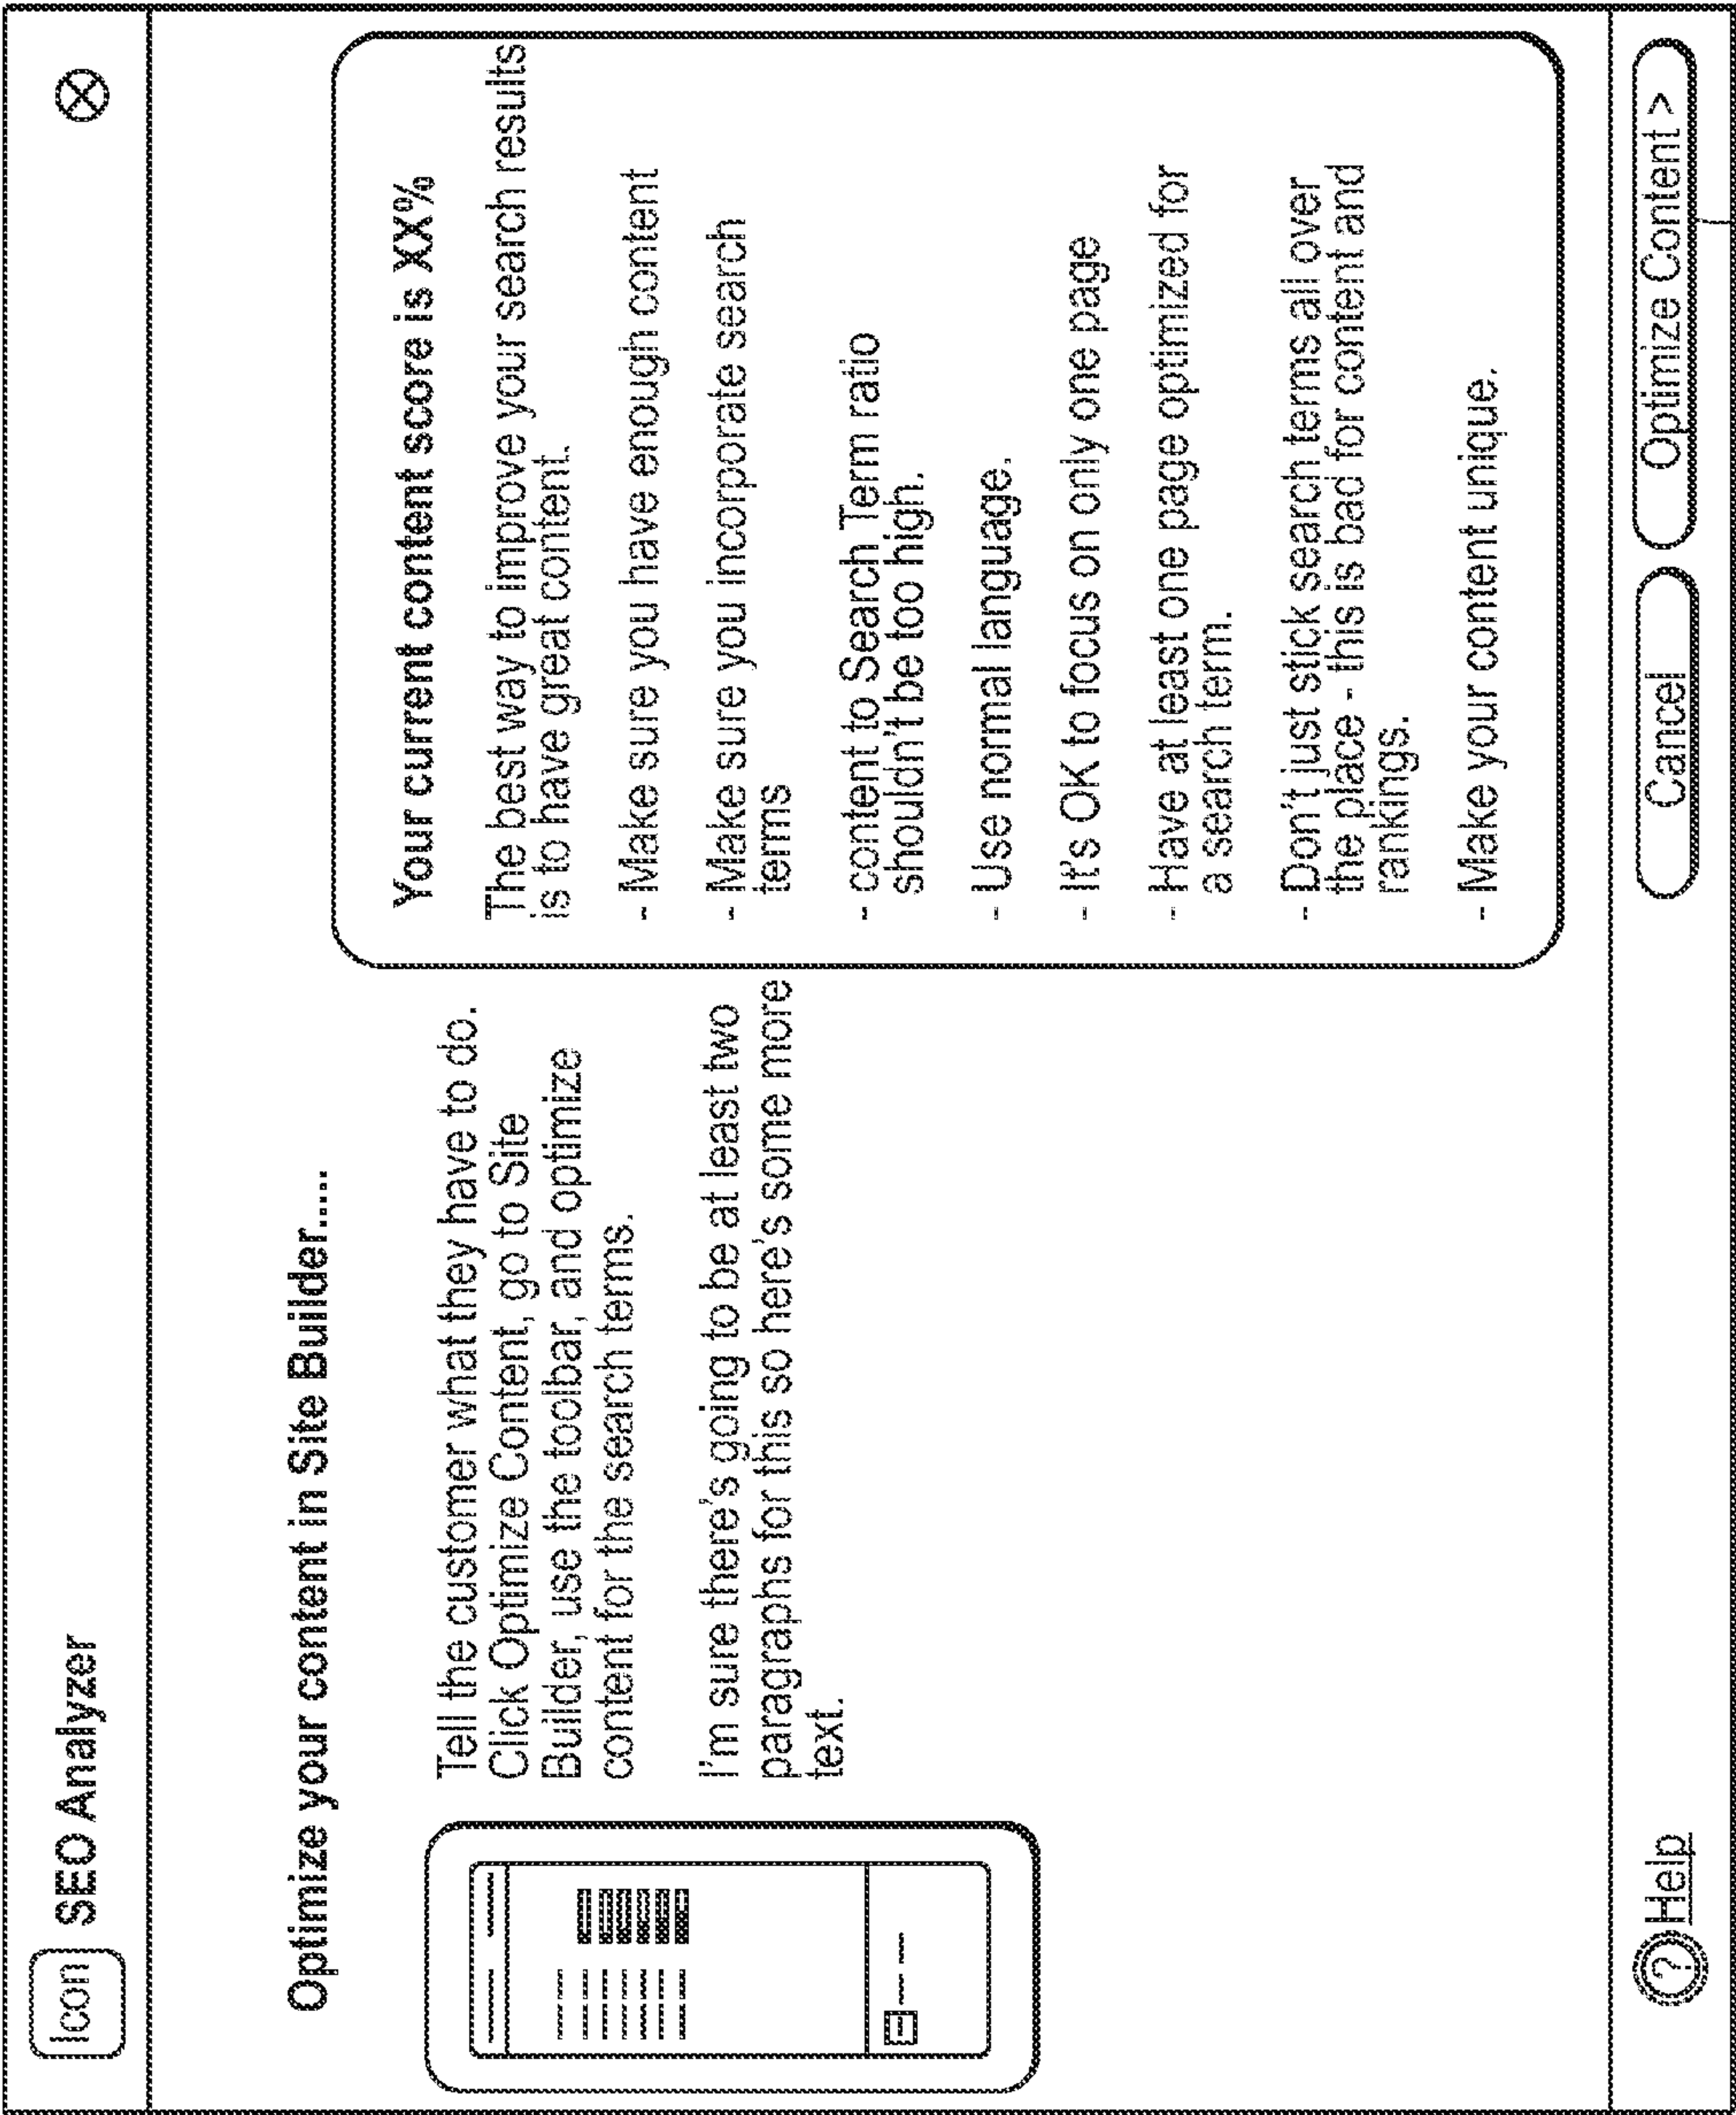 Icon SEO Analyzer
Optimize your content in Site Builder.....
Tell the customer what they have to do.
Click Optimize Content, go to Site
Builder, use the toolbar, and optimize
content for the search terms.
I'm sure there's going to be at least two
paragraphs for this so here's some more
text.
Your current content score is XX%
The best way to improve your search results
is to have great content.
- Make sure you have enough content
- Make sure you incorporate search
terms
- content to Search Term ratio
shouldn't be too high.
- Use normal language.
- It's OK to focus on only one page
- Have at least one page optimized for
a search term.
- Don't just stick search terms all over
the place - this is bad for content and
rankings.
- Make your content unique.
? Help
Cancel
Optimize Content >